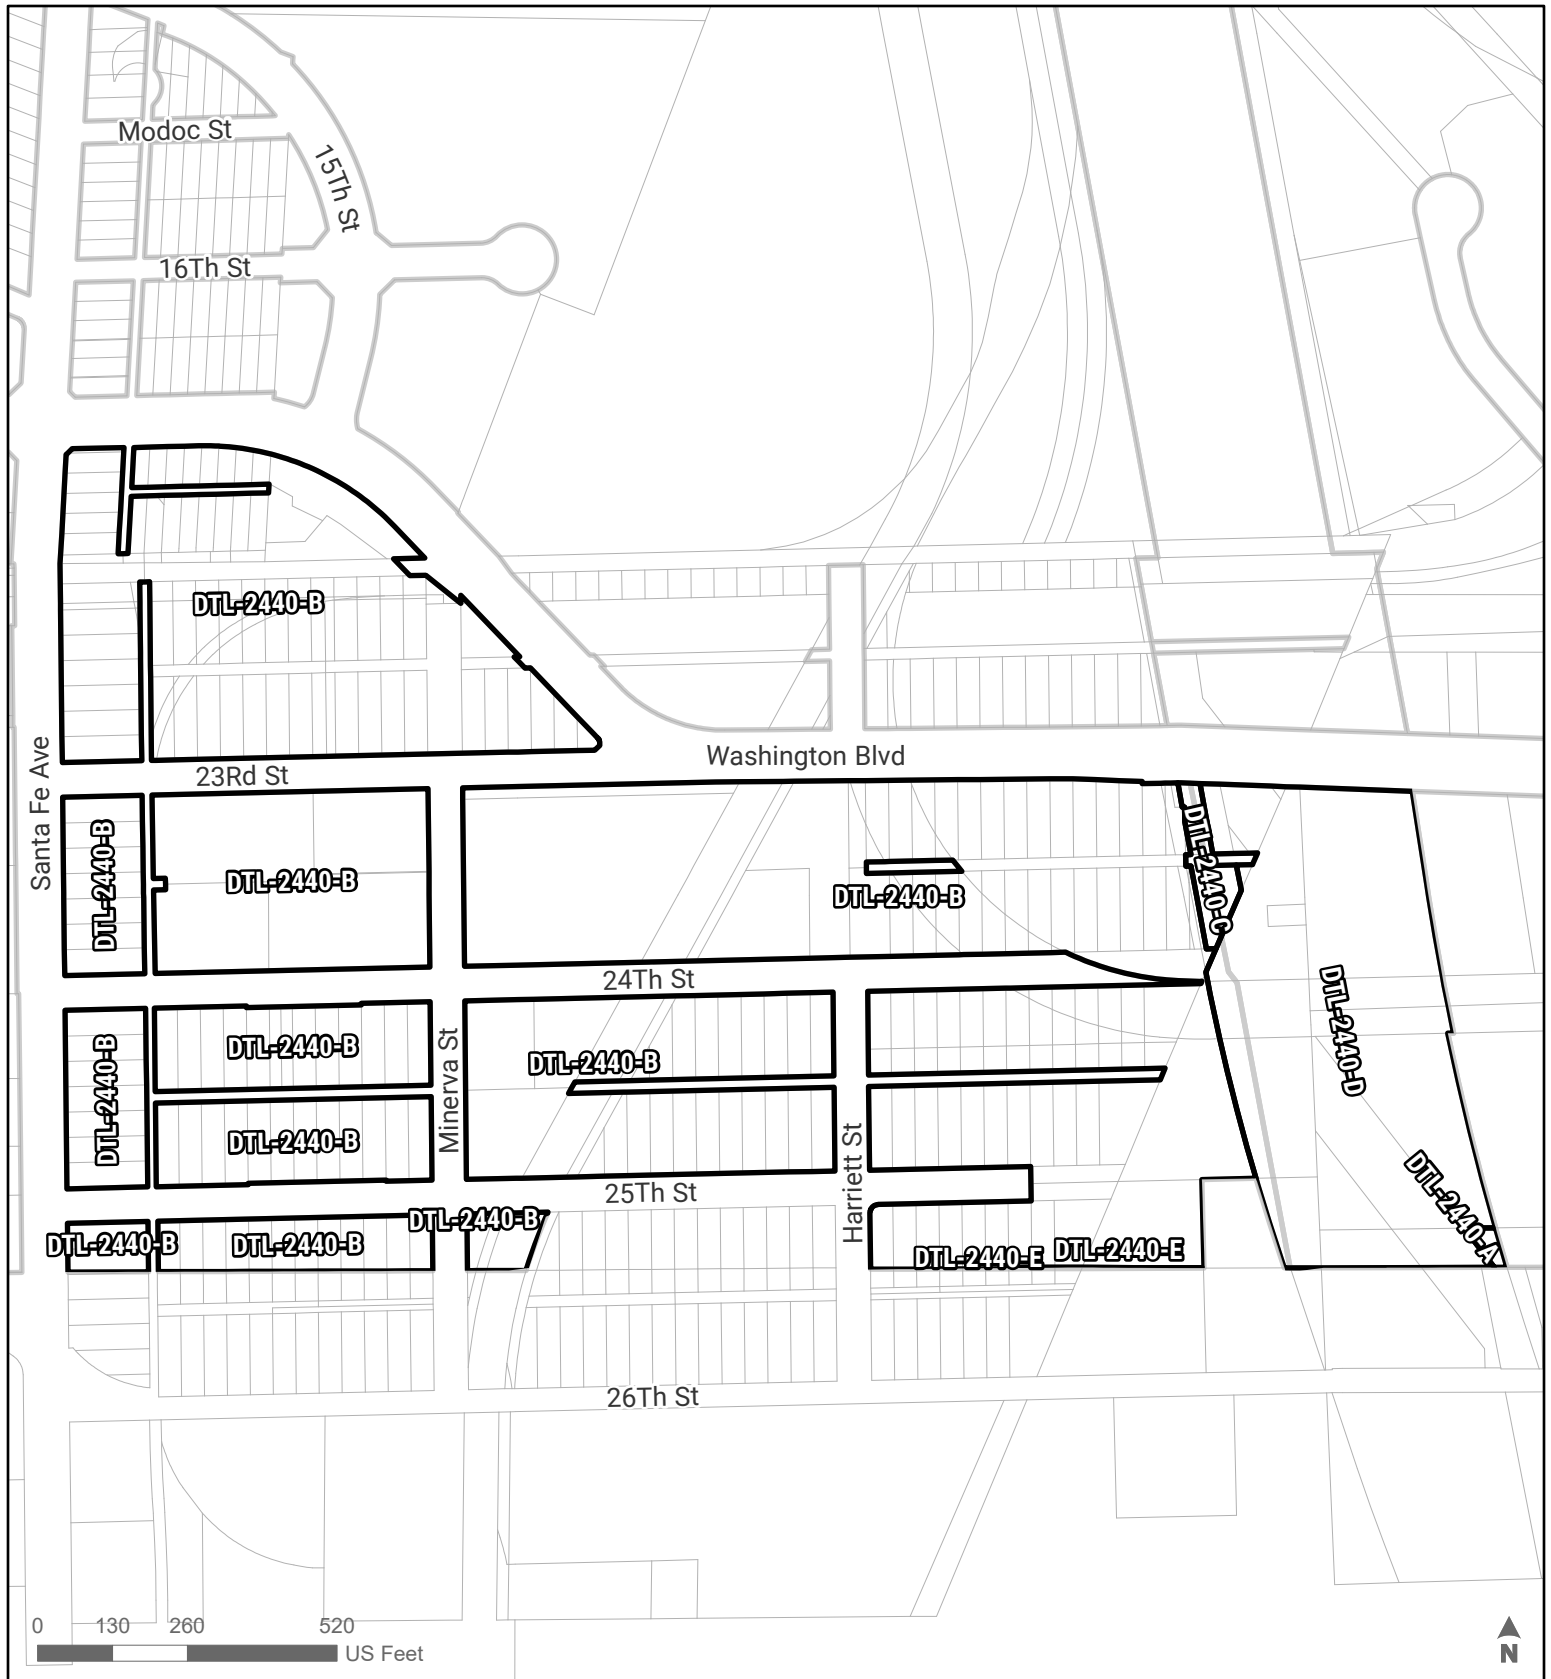 Modoc St
15Th St
16Th St
DTL-2440-B
Santa Fe Ave
23Rd St
Washington Blvd
DTL-2440-B
DTL-2440-B
DTL-2440-B
DTL-2440-C
24Th St
DTL-2440-D
DTL-2440-B
DTL-2440-B
Minerva St
DTL-2440-B
DTL-2440-B
Harriett St
25Th St
DTL-2440-A
DTL-2440-B
DTL-2440-B
DTL-2440-B
DTL-2440-E
DTL-2440-E
26Th St
0 130 260 520
US Feet
N